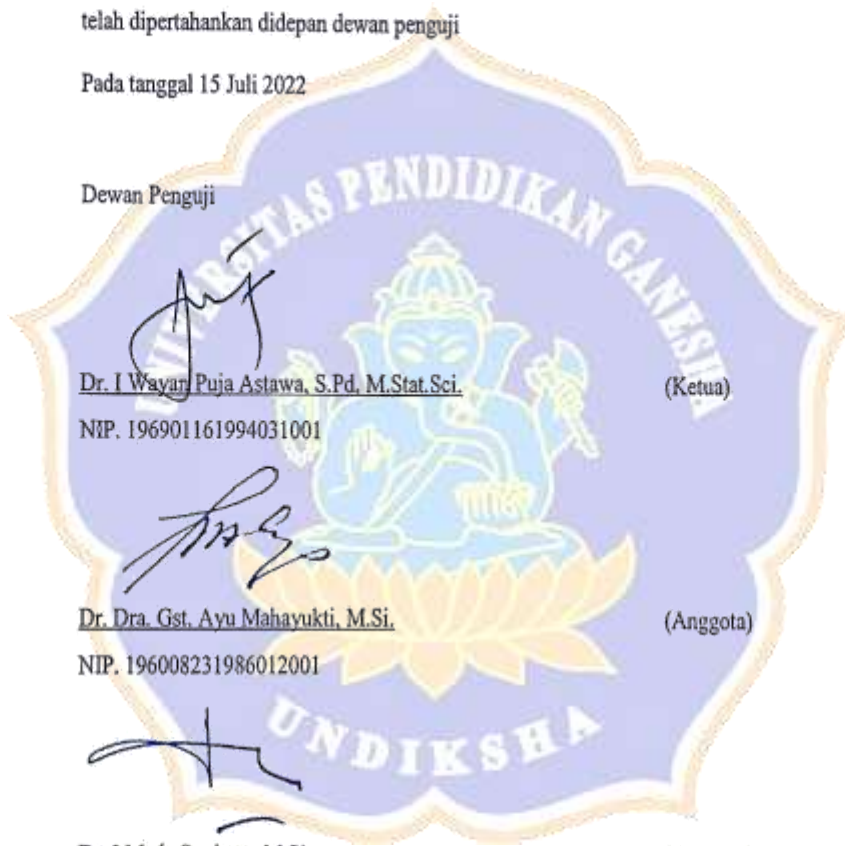 telah dipertahankan didepan dewan penguji
Pada tanggal 15 Juli 2022
Dewan Penguji
UNIVERSITAS PENDIDIKAN GANESHA
Dr. I Wayan Puja Astawa, S.Pd, M.Stat.Sci. (Ketua)
NIP. 196901161994031001
Dr. Dra. Gst. Ayu Mahayukti, M.Si. (Anggota)
NIP. 196008231986012001
UNDIKSHA